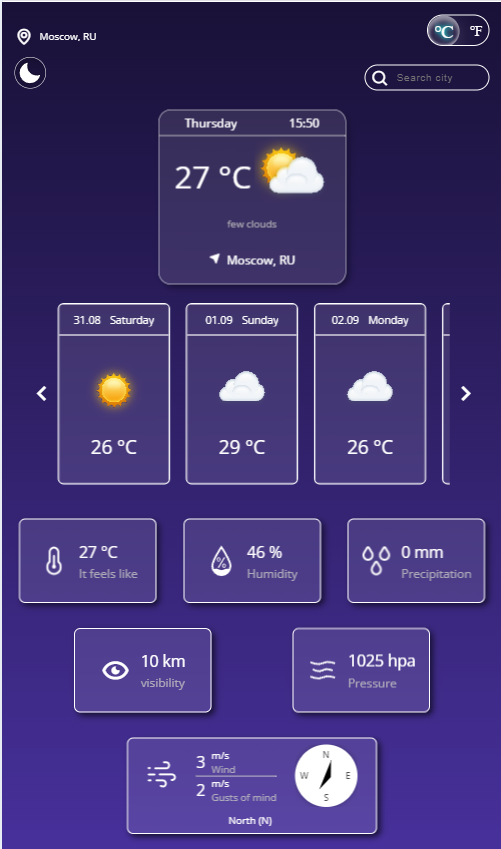 Moscow, RU
°C °F
Search city
Thursday 15:50
27 °C
few clouds
Moscow, RU
31.08 Saturday
01.09 Sunday
02.09 Monday
26 °C
29 °C
26 °C
27 °C
It feels like
%
46 %
Humidity
0 mm
Precipitation
10 km
visibility
1025 hpa
Pressure
3 m/s
Wind
2 m/s
Gusts of mind
North (N)
N
W E
S